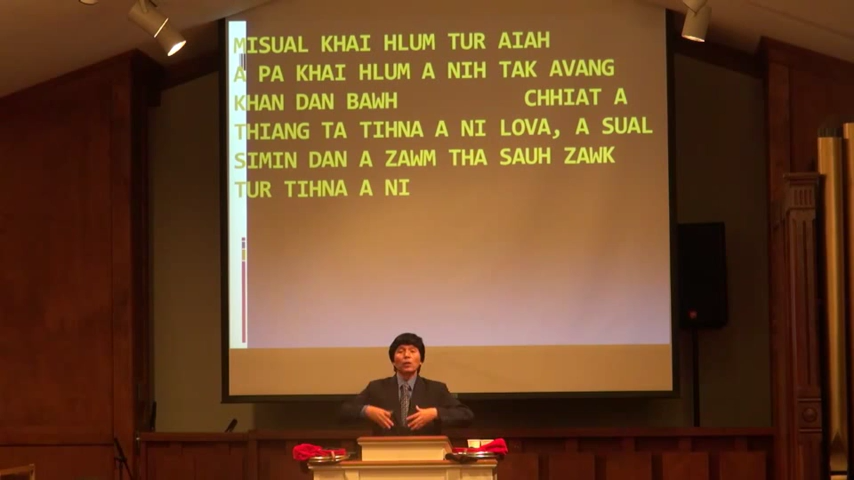 MISUAL KHAI HLUM TUR AIAH
A PA KHAI HLUM A NIH TAK AVANG
KHAN DAN BAWH CHHIAT A
THIANG TA TIHNA A NI LOVA, A SUAL
SIMIN DAN A ZAWM THA SAUH ZAWK
TUR TIHNA A NI